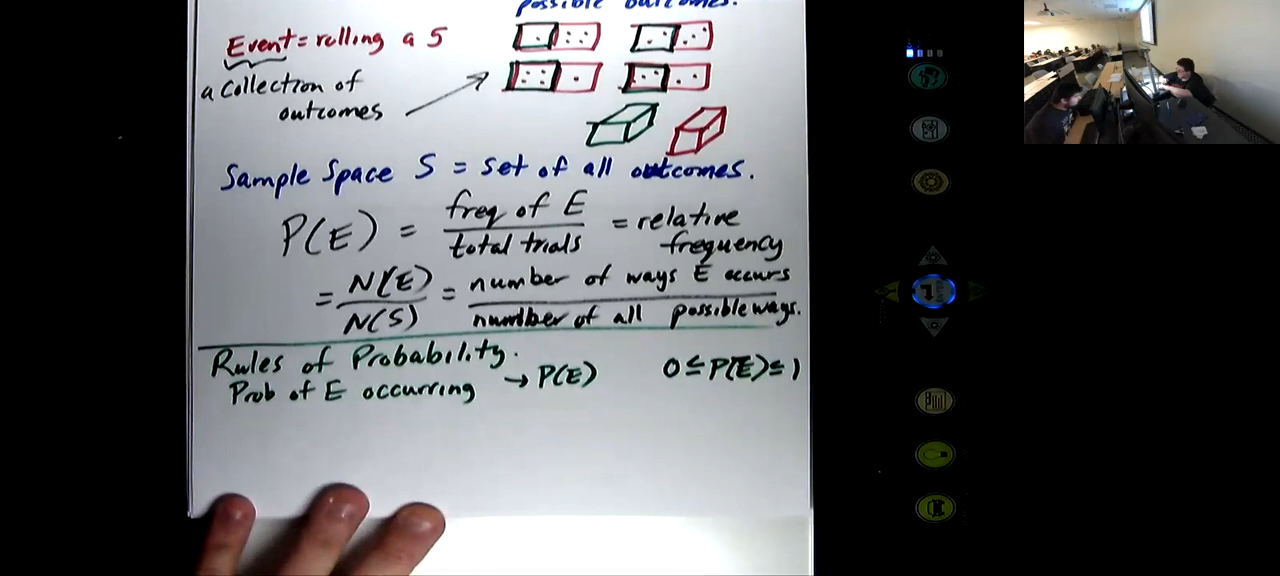 possible outcomes.
Event = rolling a 5
a collection of
outcomes
Sample Space S = set of all outcomes.
P(E) = freq of E / total trials = relative frequency
= N(E) / N(S) = number of ways E occurs / number of all possible ways.
Rules of Probability.
Prob of E occurring → P(E) 0 ≤ P(E) ≤ 1